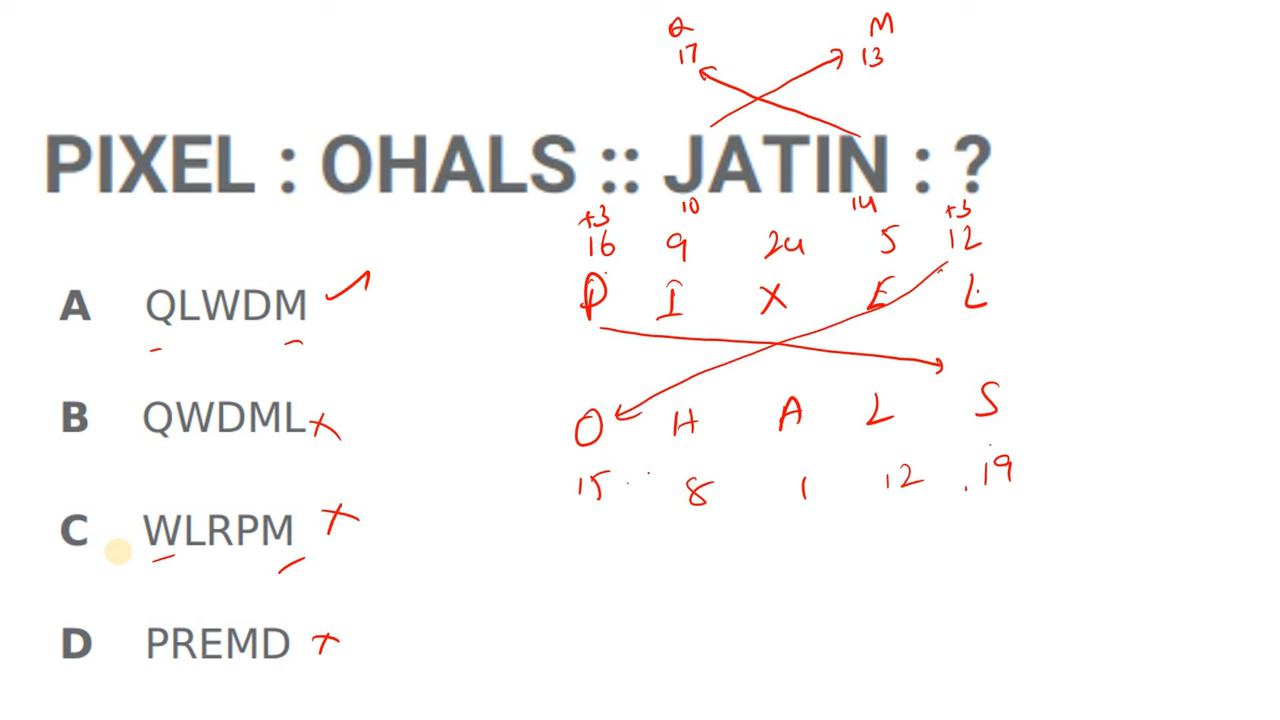 Q M
17 13
PIXEL : OHALS :: JATIN : ?
+3 10 14 +3
16 9 24 5 12
A QLWDM P I X E L
B QWDML O H A L S
15 8 1 12 19
C WLRPM
D PREMD